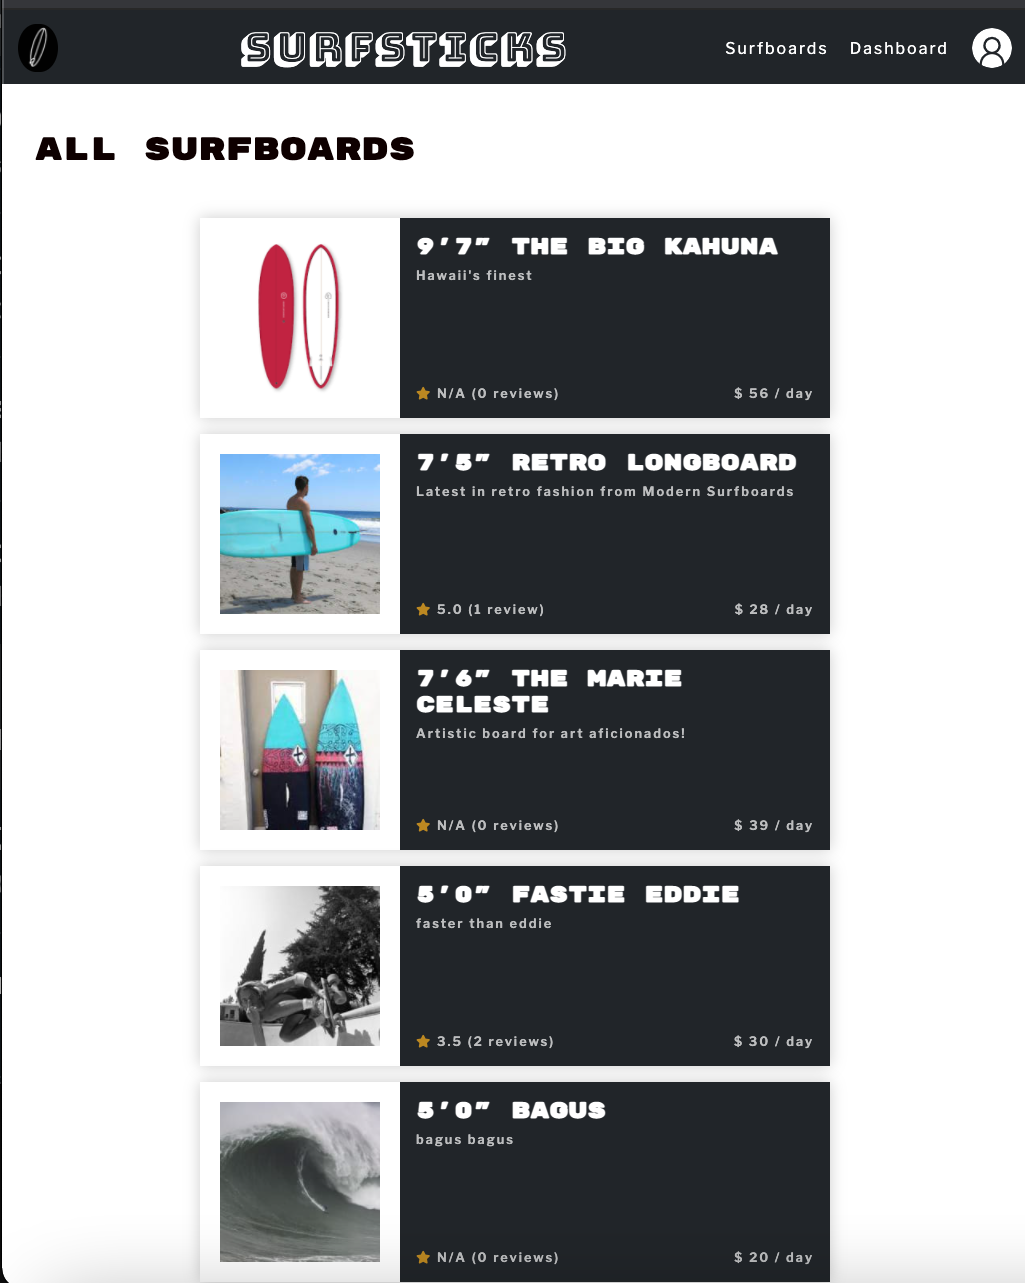 SURFSTICKS
Surfboards Dashboard
ALL SURFBOARDS
9'7" THE BIG KAHUNA
Hawaii's finest
N/A (0 reviews) $ 56 / day
7'5" RETRO LONGBOARD
Latest in retro fashion from Modern Surfboards
5.0 (1 review) $ 28 / day
7'6" THE MARIE
CELESTE
Artistic board for art aficionados!
N/A (0 reviews) $ 39 / day
5'0" FASTIE EDDIE
faster than eddie
3.5 (2 reviews) $ 30 / day
5'0" BAGUS
bagus bagus
N/A (0 reviews) $ 20 / day